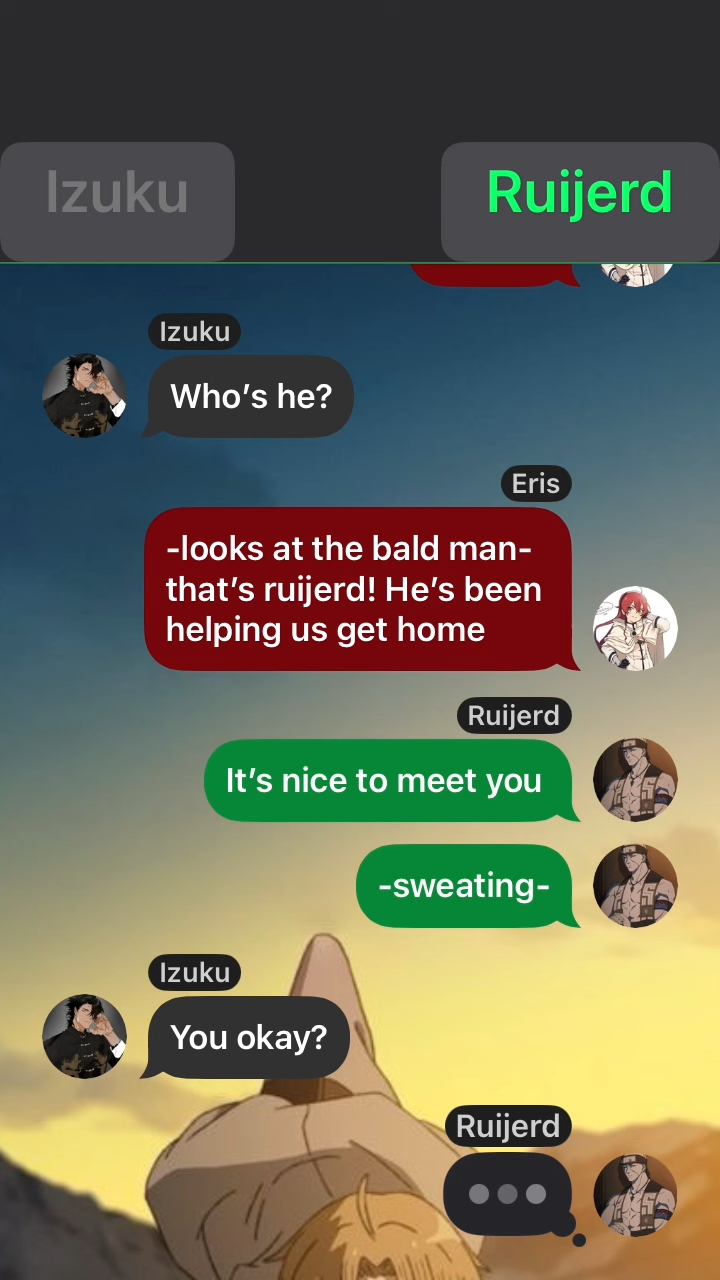 Izuku
Ruijerd
Izuku
Who’s he?
Eris
-looks at the bald man-
that’s ruijerd! He’s been
helping us get home
Ruijerd
It’s nice to meet you
-sweating-
Izuku
You okay?
Ruijerd